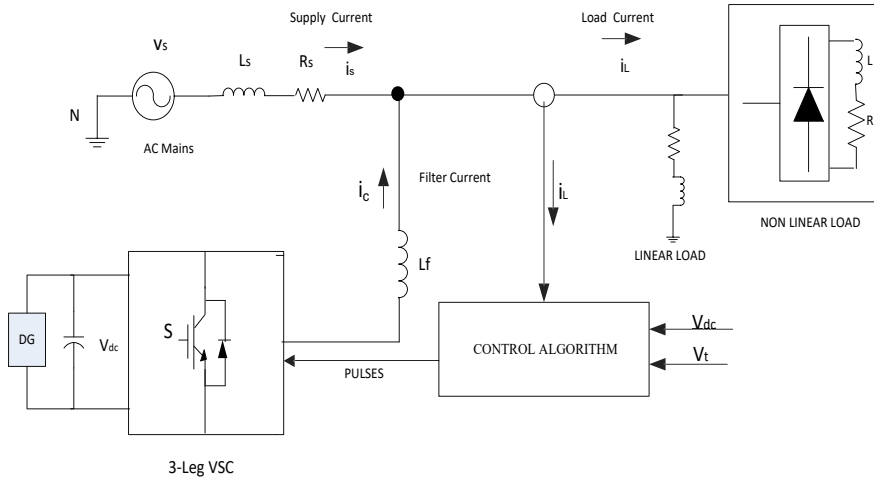 Supply Current
Load Current
Vs
Ls
Rs
is
iL
L
R
N
AC Mains
ic
Filter Current
iL
NON LINEAR LOAD
LINEAR LOAD
Lf
DG
Vdc
S
CONTROL ALGORITHM
Vdc
Vt
PULSES
3-Leg VSC